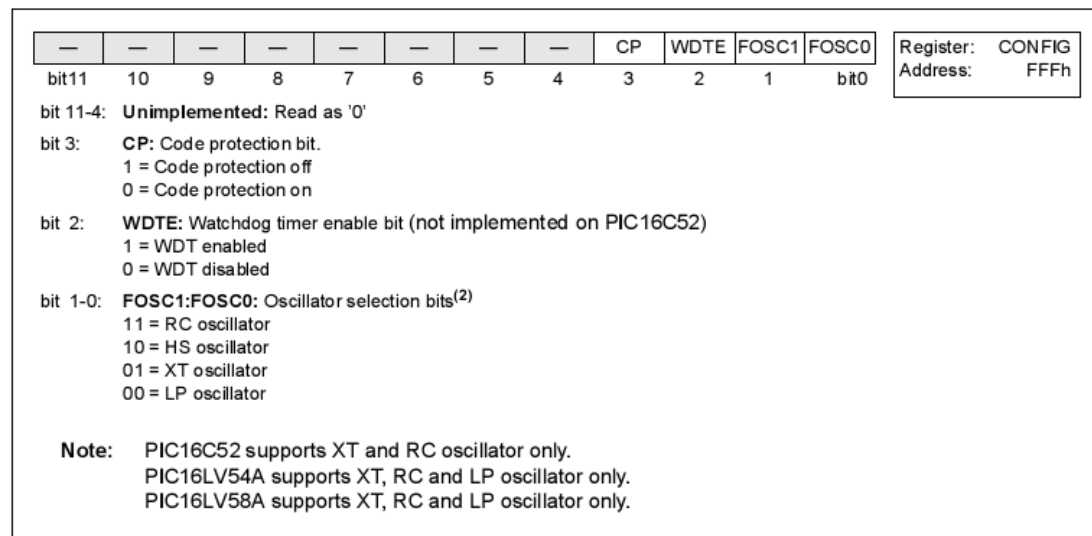 — — — — — — — — CP WDTE FOSC1 FOSC0
bit11 10 9 8 7 6 5 4 3 2 1 bit0
Register: CONFIG
Address: FFFh
bit 11-4: Unimplemented: Read as '0'
bit 3: CP: Code protection bit.
1 = Code protection off
0 = Code protection on
bit 2: WDTE: Watchdog timer enable bit (not implemented on PIC16C52)
1 = WDT enabled
0 = WDT disabled
bit 1-0: FOSC1:FOSC0: Oscillator selection bits(2)
11 = RC oscillator
10 = HS oscillator
01 = XT oscillator
00 = LP oscillator
Note: PIC16C52 supports XT and RC oscillator only.
PIC16LV54A supports XT, RC and LP oscillator only.
PIC16LV58A supports XT, RC and LP oscillator only.